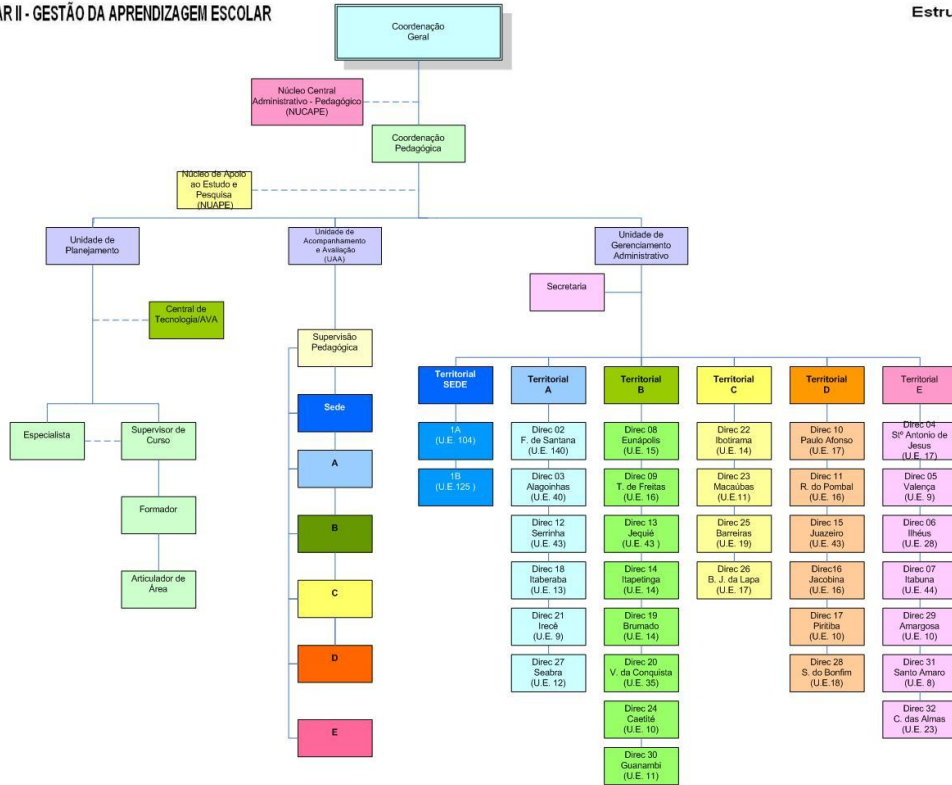 AR II - GESTÃO DA APRENDIZAGEM ESCOLAR
Estru
Coordenação
Geral
Núcleo Central
Administrativo - Pedagógico
(NUCAPE)
Coordenação
Pedagógica
Núcleo de Apoio
ao Estudo e
Pesquisa
(NUAPE)
Unidade de
Planejamento
Unidade de
Acompanhamento
e Avaliação
(UAA)
Unidade de
Gerenciamento
Administrativo
Secretaria
Central de
Tecnologia/AVA
Supervisão
Pedagógica
Especialista
Supervisor de
Curso
Formador
Articulador de
Área
Sede
A
B
C
D
E
Territorial
SEDE
1A
(U.E. 104)
1B
(U.E.125 )
Territorial
A
Direc 02
F. de Santana
(U.E. 140)
Direc 03
Alagoinhas
(U.E. 40)
Direc 12
Serrinha
(U.E. 43)
Direc 18
Itaberaba
(U.E. 13)
Direc 21
Irecê
(U.E. 9)
Direc 27
Seabra
(U.E. 12)
Territorial
B
Direc 08
Eunápolis
(U.E. 15)
Direc 09
T. de Freitas
(U.E. 16)
Direc 13
Jequié
(U.E. 43 )
Direc 14
Itapetinga
(U.E. 14)
Direc 19
Brumado
(U.E. 14)
Direc 20
V. da Conquista
(U.E. 35)
Direc 24
Caetité
(U.E. 10)
Direc 30
Guanambi
(U.E. 11)
Territorial
C
Direc 22
Ibotirama
(U.E. 14)
Direc 23
Macaúbas
(U.E.11)
Direc 25
Barreiras
(U.E. 19)
Direc 26
B. J. da Lapa
(U.E. 17)
Territorial
D
Direc 10
Paulo Afonso
(U.E. 17)
Direc 11
R. do Pombal
(U.E. 16)
Direc 15
Juazeiro
(U.E. 43)
Direc16
Jacobina
(U.E. 16)
Direc 17
Piritiba
(U.E. 10)
Direc 28
S. do Bonfim
(U.E.18)
Territorial
E
Direc 04
Stº Antonio de
Jesus
(U.E. 17)
Direc 05
Valença
(U.E. 9)
Direc 06
Ilhéus
(U.E. 28)
Direc 07
Itabuna
(U.E. 44)
Direc 29
Amargosa
(U.E. 10)
Direc 31
Santo Amaro
(U.E. 8)
Direc 32
C. das Almas
(U.E. 23)